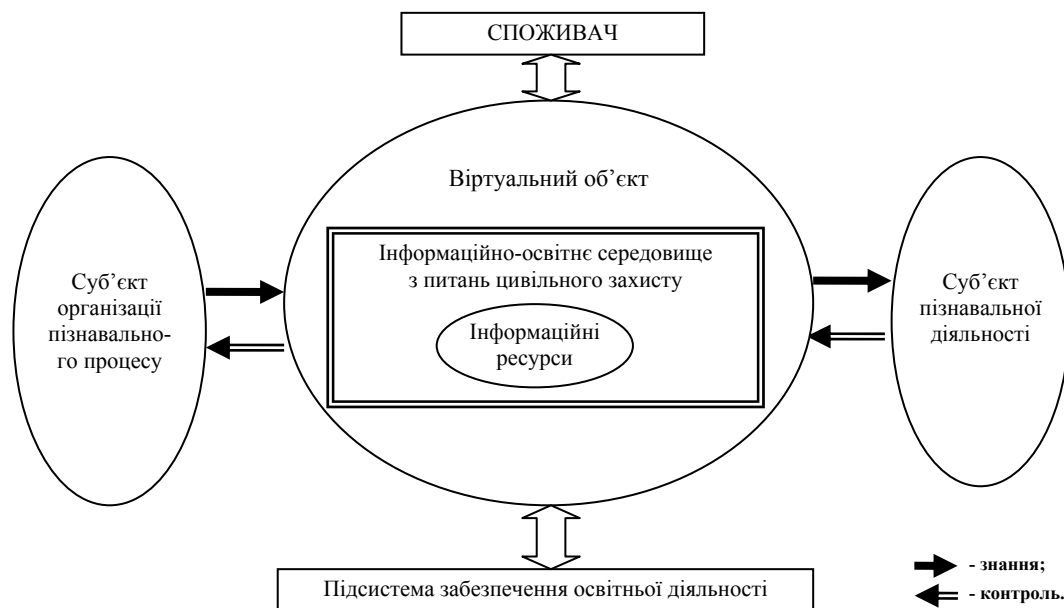 СПОЖИВАЧ
Віртуальний об’єкт
Інформаційно-освітнє середовище
з питань цивільного захисту
Інформаційні
ресурси
Суб’єкт
організації
пізнавально-
го процесу
Суб’єкт
пізнавальної
діяльності
Підсистема забезпечення освітньої діяльності
- знання;
- контроль.